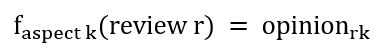 f_aspect k(review r) = opinion_rk